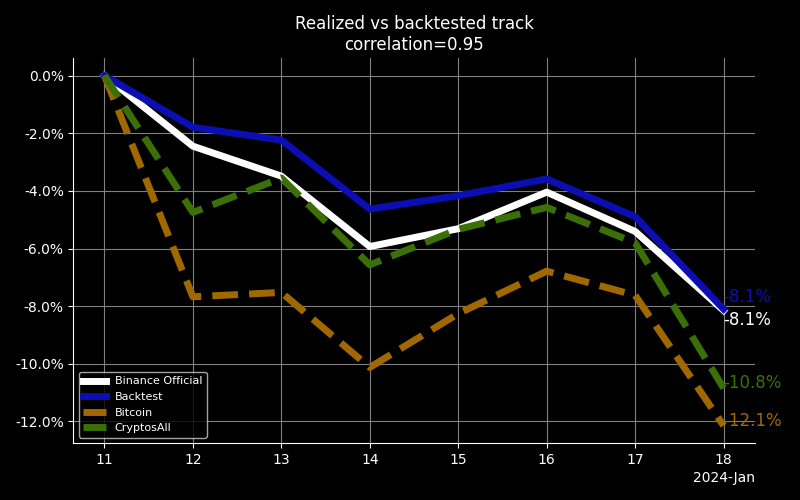 Realized vs backtested track
correlation=0.95
0.0%
-2.0%
-4.0%
-6.0%
-8.0%
-10.0%
-12.0%
-8.1%
-8.1%
-10.8%
-12.1%
Binance Official
Backtest
Bitcoin
CryptosAll
11 12 13 14 15 16 17 18
2024-Jan